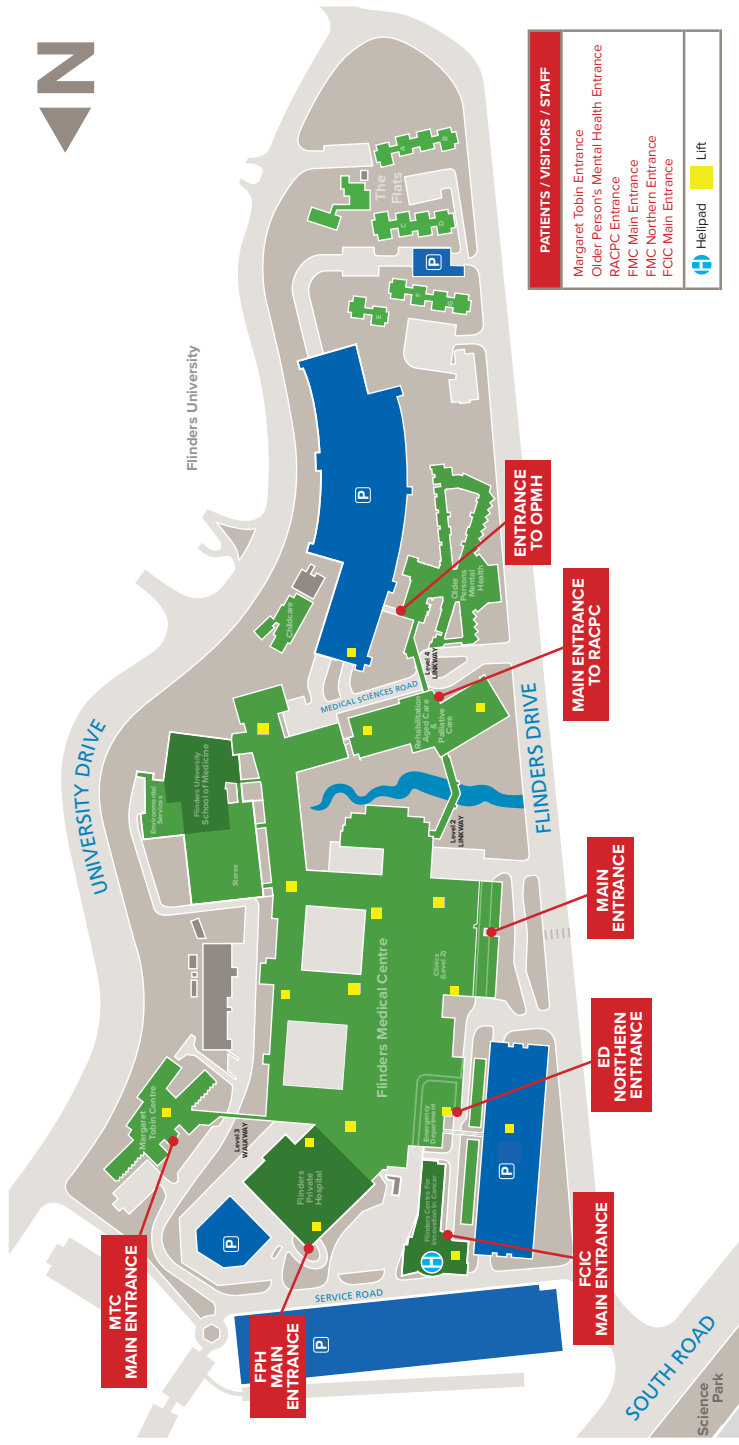 N
PATIENTS / VISITORS / STAFF
Margaret Tobin Entrance
Older Person's Mental Health Entrance
RACPC Entrance
FMC Main Entrance
FMC Northern Entrance
FCIC Main Entrance
H Helipad
Lift
Flinders University
UNIVERSITY DRIVE
The
Flats
A
B
C
D
E
F
G
P
P
Childcare
ENTRANCE
TO OPMH
Older
Persons
Mental
Health
Level 4
LINKWAY
MEDICAL SCIENCES ROAD
MAIN ENTRANCE
TO RACPC
Rehabilitation
Aged Care
&
Palliative
Care
FLINDERS DRIVE
Environmental
Services
Flinders University
School of Medicine
Stores
Level 2
LINKWAY
MAIN
ENTRANCE
Clinics
(Level 2)
Flinders Medical Centre
ED
NORTHERN
ENTRANCE
Emergency
Department
Margaret
Tobin Centre
Level 3
WALKWAY
Flinders
Private
Hospital
Flinders Centre For
Innovation In Cancer
H
P
P
MTC
MAIN ENTRANCE
FPH
MAIN
ENTRANCE
FCIC
MAIN ENTRANCE
SERVICE ROAD
P
SOUTH ROAD
Science
Park